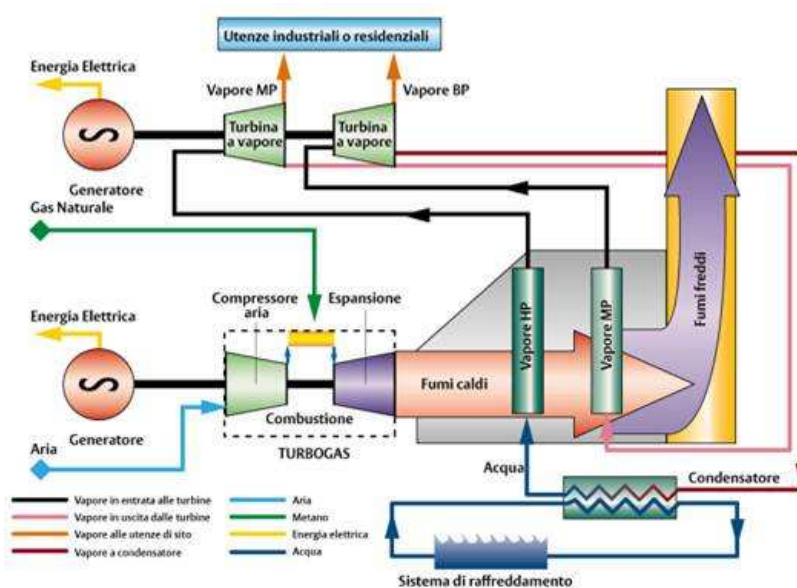 Utenze industriali o residenziali
Energia Elettrica
Vapore MP
Vapore BP
Turbina
a vapore
Turbina
a vapore
Generatore
Gas Naturale
Compressore
aria
Espansione
Energia Elettrica
Vapore HP
Vapore MP
Fumi freddi
Fumi caldi
Combustione
Generatore
TURBOGAS
Aria
Acqua
Condensatore
Vapore in entrata alle turbine
Vapore in uscita dalle turbine
Vapore alle utenze di sito
Vapore a condensatore
Aria
Metano
Energia elettrica
Acqua
Sistema di raffreddamento